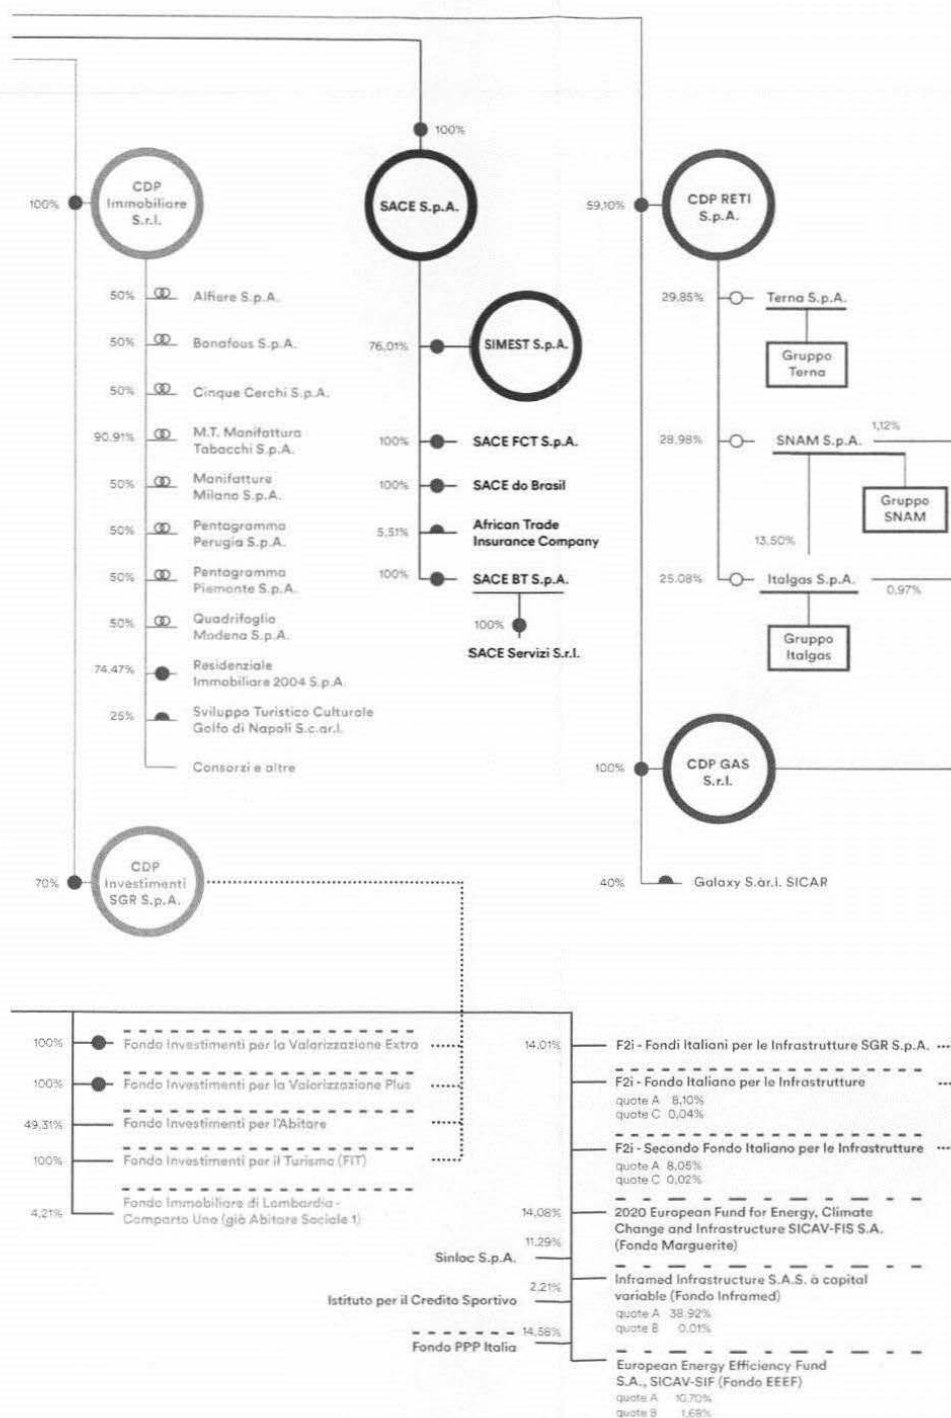 100%
CDP
Immobiliare
S.r.l.
100%
50%
Alfiere S.p.A.
50%
Bonafous S.p.A.
50%
Cinque Cerchi S.p.A.
90,91%
M.T. Manifattura
Tabacchi S.p.A.
50%
Manifatture
Milano S.p.A.
50%
Pentagramma
Perugia S.p.A.
50%
Pentagramma
Piemonte S.p.A.
50%
Quadrifoglio
Modena S.p.A.
74,47%
Residenziale
Immobiliare 2004 S.p.A.
25%
Sviluppo Turistico Culturale
Golfo di Napoli S.c.ar.l.
Consorzi e altre
70%
CDP
Investimenti
SGR S.p.A.
SACE S.p.A.
76,01%
SIMEST S.p.A.
100%
SACE FCT S.p.A.
100%
SACE do Brasil
5,51%
African Trade
Insurance Company
100%
SACE BT S.p.A.
100%
SACE Servizi S.r.l.
59,10%
CDP RETI
S.p.A.
29,85%
Terna S.p.A.
Gruppo
Terna
28,98%
SNAM S.p.A.
1,12%
Gruppo
SNAM
13,50%
25,08%
Italgas S.p.A.
0,97%
Gruppo
Italgas
100%
CDP GAS
S.r.l.
40%
Galaxy S.àr.l. SICAR
100%
Fondo Investimenti per la Valorizzazione Extra
100%
Fondo Investimenti per la Valorizzazione Plus
49,31%
Fondo Investimenti per l'Abitare
100%
Fondo Investimenti per il Turismo (FIT)
4,21%
Fondo Immobiliare di Lombardia -
Comparto Uno (già Abitare Sociale 1)
14,01%
F2i - Fondi Italiani per le Infrastrutture SGR S.p.A.
F2i - Fondo Italiano per le Infrastrutture
quote A 8,10%
quote C 0,04%
F2i - Secondo Fondo Italiano per le Infrastrutture
quote A 8,05%
quote C 0,02%
14,08%
2020 European Fund for Energy, Climate
Change and Infrastructure SICAV-FIS S.A.
(Fondo Marguerite)
11,29%
Sinloc S.p.A.
Inframed Infrastructure S.A.S. à capital
variable (Fondo Inframed)
quote A 38,92%
quote B 0,01%
2,21%
Istituto per il Credito Sportivo
14,58%
Fondo PPP Italia
European Energy Efficiency Fund
S.A., SICAV-SIF (Fondo EEEF)
quote A 10,70%
quote B 1,68%